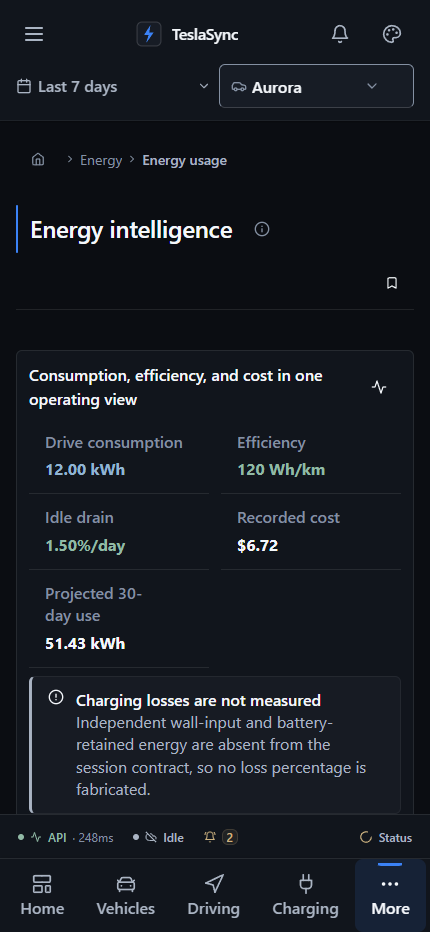 TeslaSync
Last 7 days
Aurora
Energy
Energy usage
Energy intelligence
Consumption, efficiency, and cost in one
operating view
Drive consumption
12.00 kWh
Efficiency
120 Wh/km
Idle drain
1.50%/day
Recorded cost
$6.72
Projected 30-
day use
51.43 kWh
Charging losses are not measured
Independent wall-input and battery-
retained energy are absent from the
session contract, so no loss percentage is
fabricated.
API · 248ms
Idle
2
Status
Home
Vehicles
Driving
Charging
More